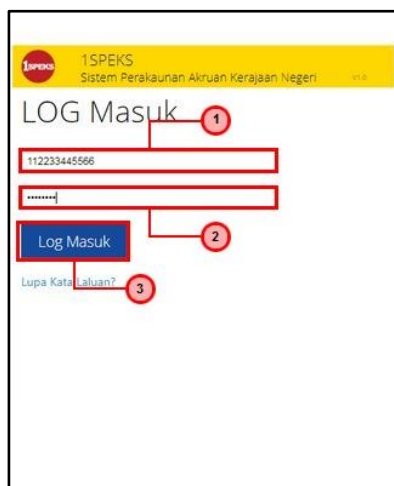 1SPEKS
1SPEKS
Sistem Perakaunan Akruan Kerajaan Negeri
V1.0
LOG Masuk
1
112233445566
••••••••
2
Log Masuk
Lupa Kata Laluan?
3